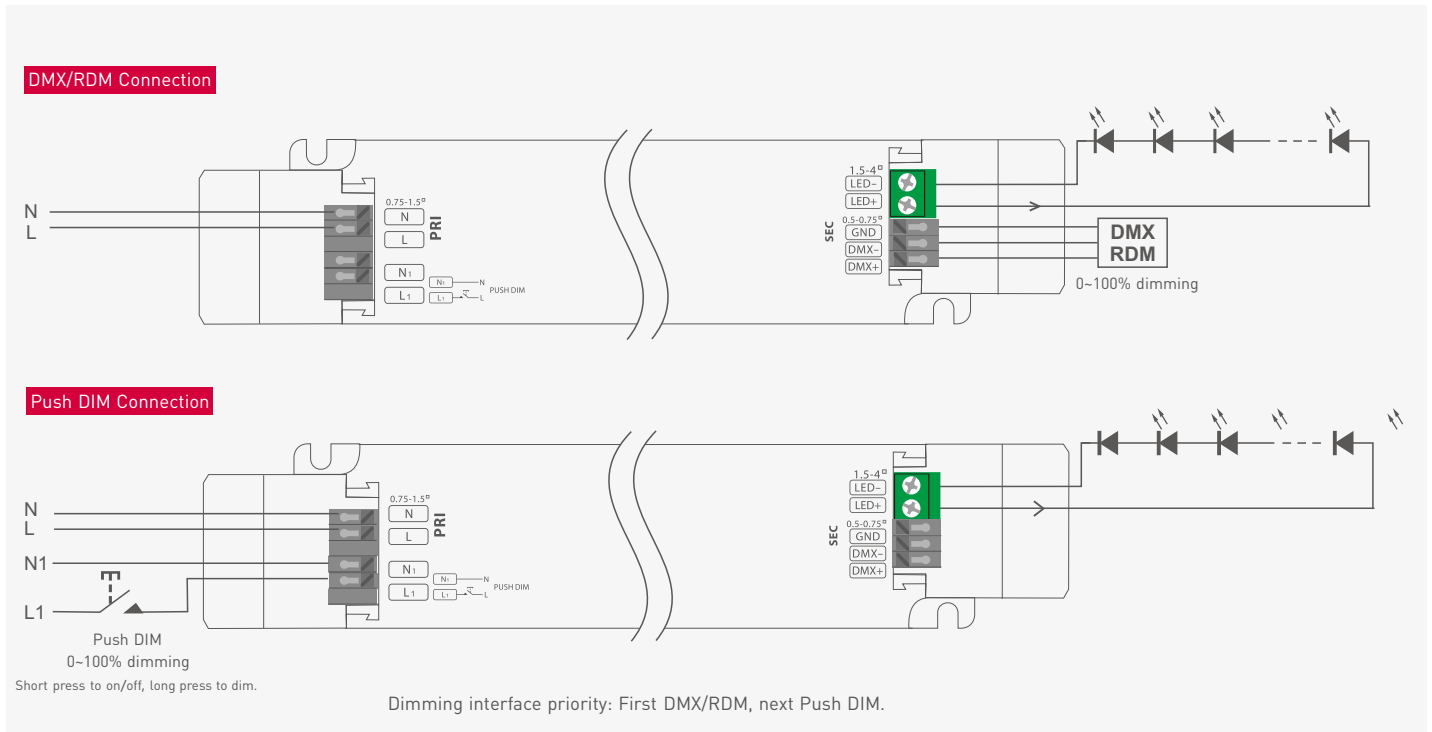 DMX/RDM Connection
N
L
0.75-1.5□
N
L
PRI
N1
L1
N1
N
L1
L
PUSH DIM
1.5-4□
LED−
LED+
SEC
0.5-0.75□
GND
DMX−
DMX+
DMX
RDM
0~100% dimming
Push DIM Connection
N
L
N1
L1
Push DIM
0~100% dimming
Short press to on/off, long press to dim.
0.75-1.5□
N
L
PRI
N1
L1
N1
N
L1
L
PUSH DIM
1.5-4□
LED−
LED+
SEC
0.5-0.75□
GND
DMX−
DMX+
Dimming interface priority: First DMX/RDM, next Push DIM.